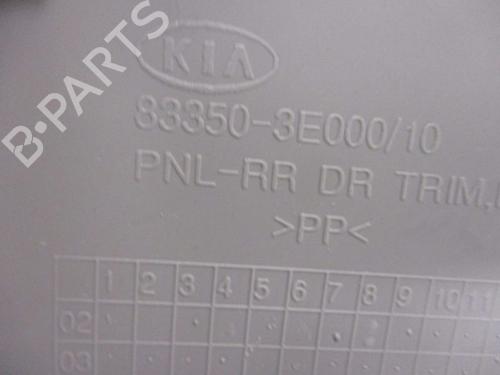 B-PARTS
KIA
83350-3E000/10
PNL-RR DR TRIM,
>PP<
1 2 3 4 5 6 7 8 9 10 11
02
03